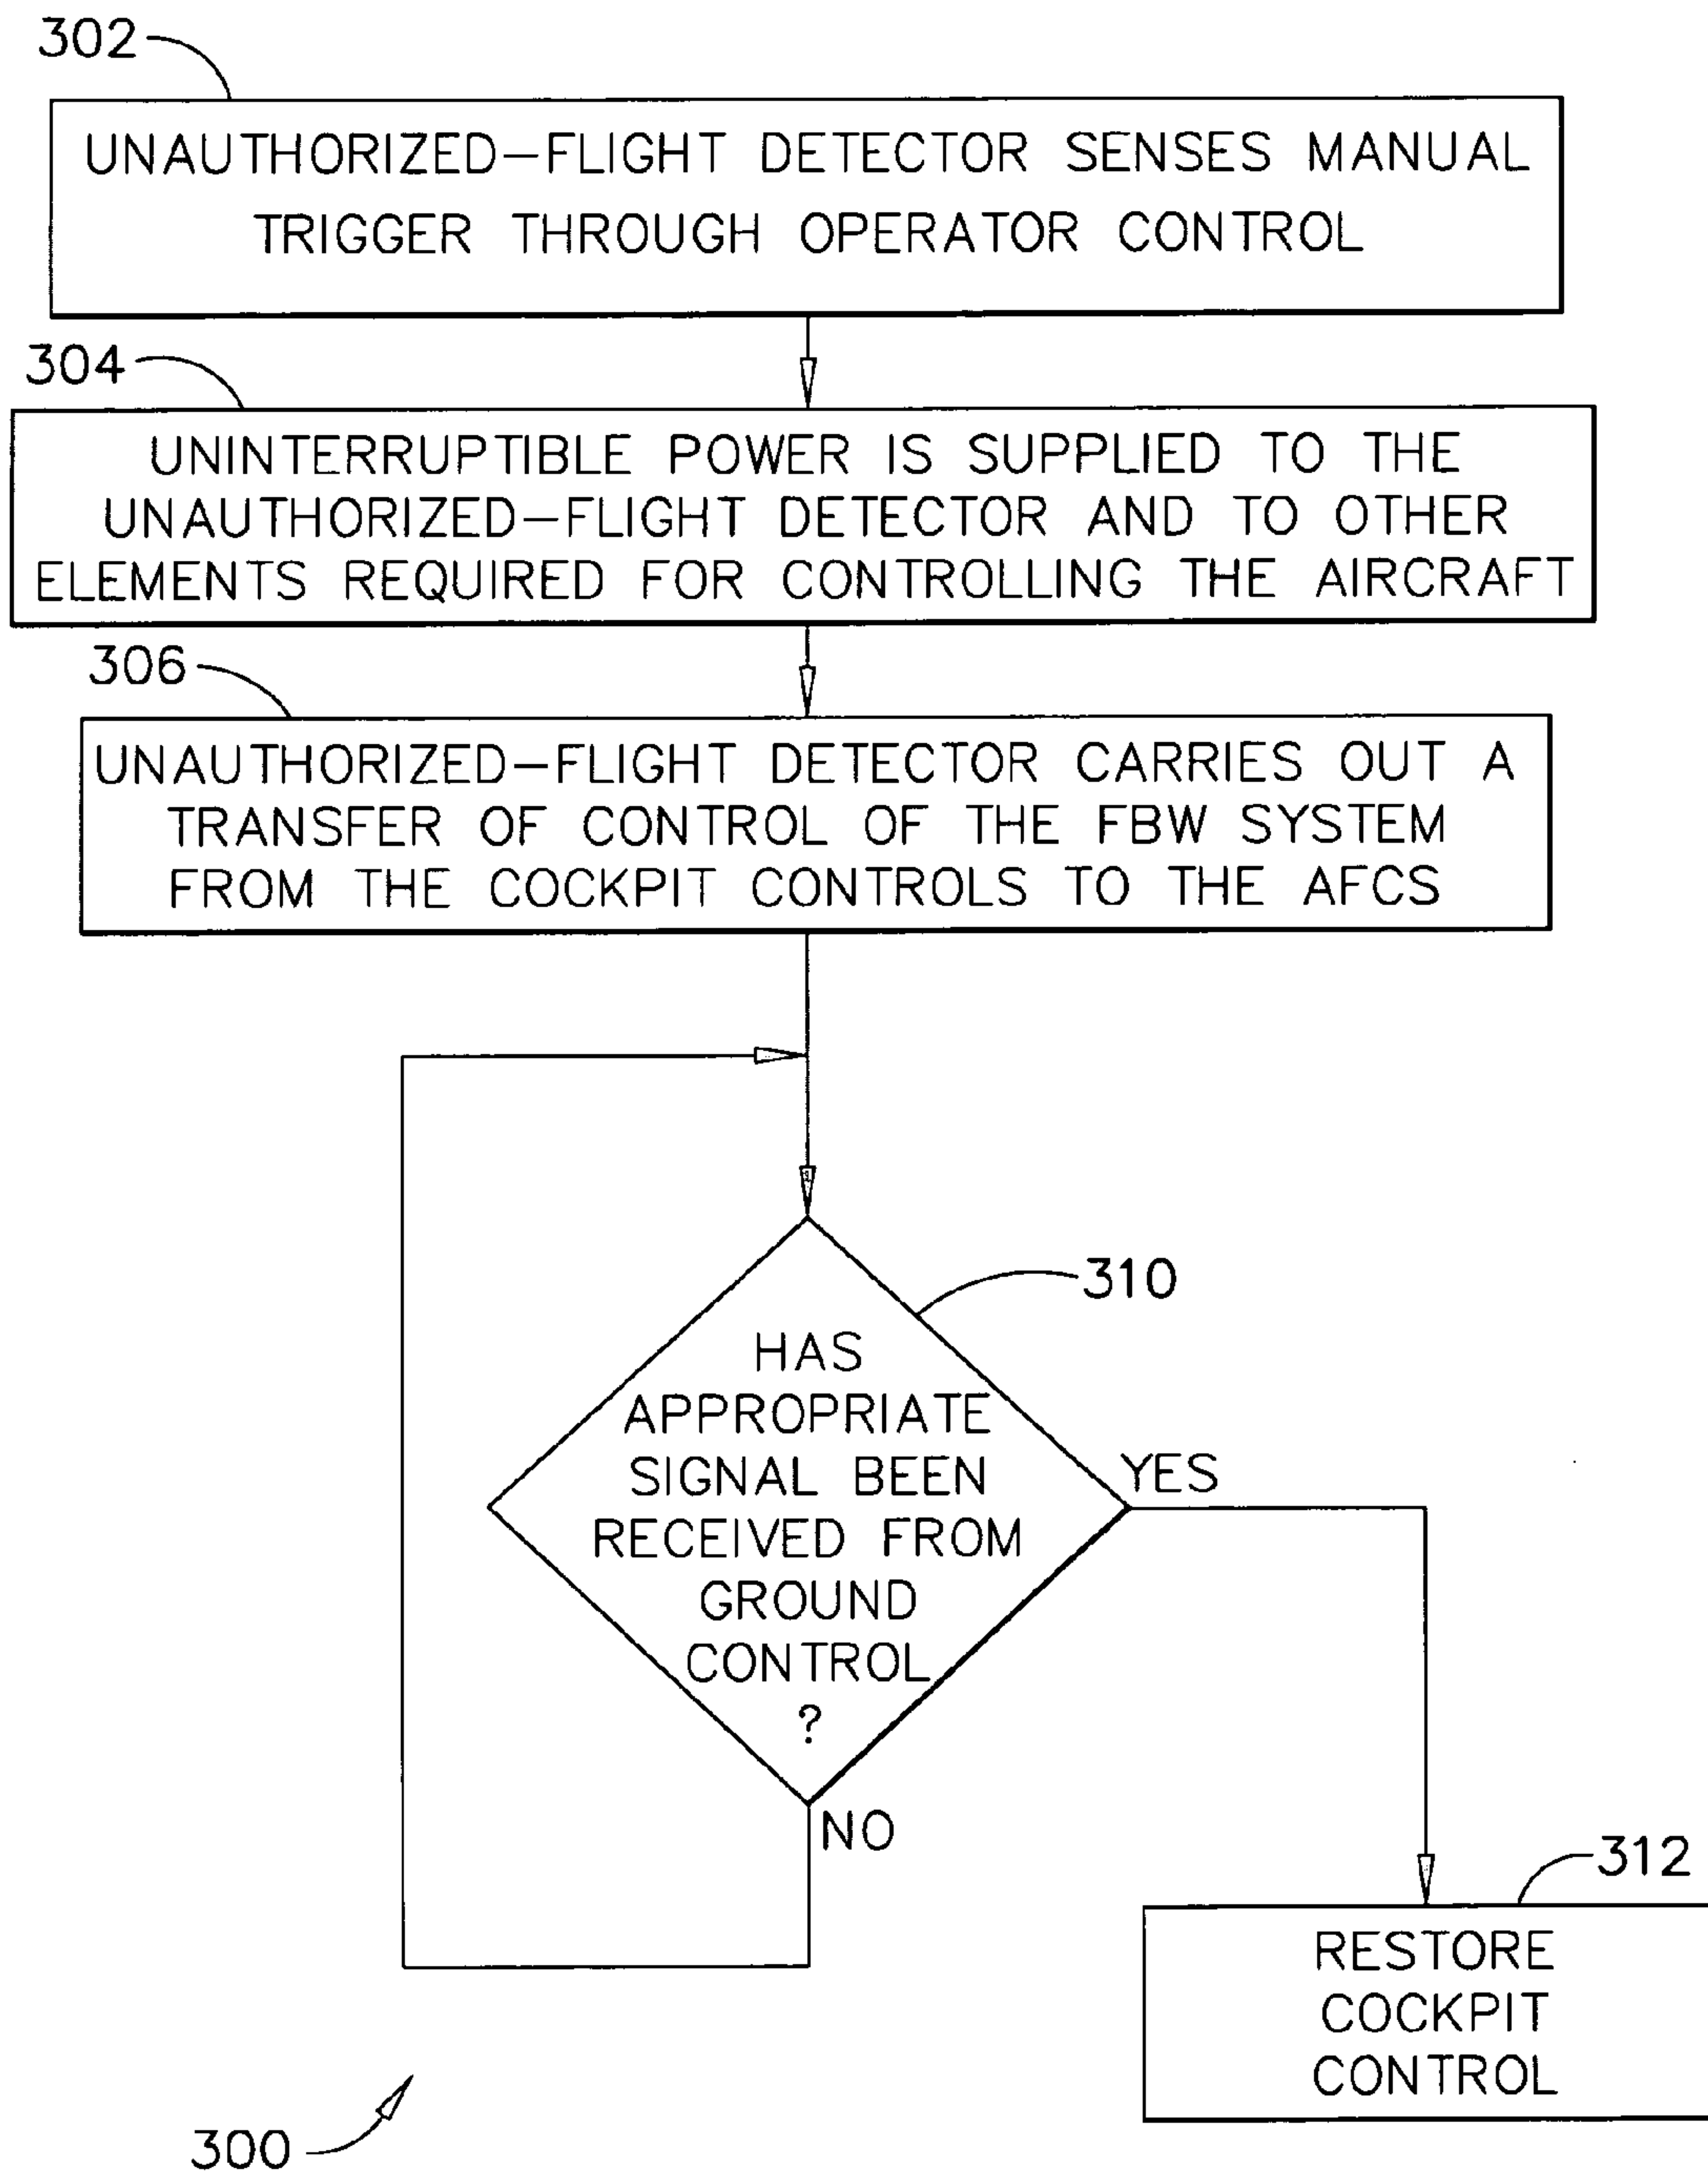 302
UNAUTHORIZED—FLIGHT DETECTOR SENSES MANUAL
TRIGGER THROUGH OPERATOR CONTROL
304
UNINTERRUPTIBLE POWER IS SUPPLIED TO THE
UNAUTHORIZED—FLIGHT DETECTOR AND TO OTHER
ELEMENTS REQUIRED FOR CONTROLLING THE AIRCRAFT
306
UNAUTHORIZED—FLIGHT DETECTOR CARRIES OUT A
TRANSFER OF CONTROL OF THE FBW SYSTEM
FROM THE COCKPIT CONTROLS TO THE AFCS
310
HAS
APPROPRIATE
SIGNAL BEEN
RECEIVED FROM
GROUND
CONTROL
?
YES
NO
312
RESTORE
COCKPIT
CONTROL
300